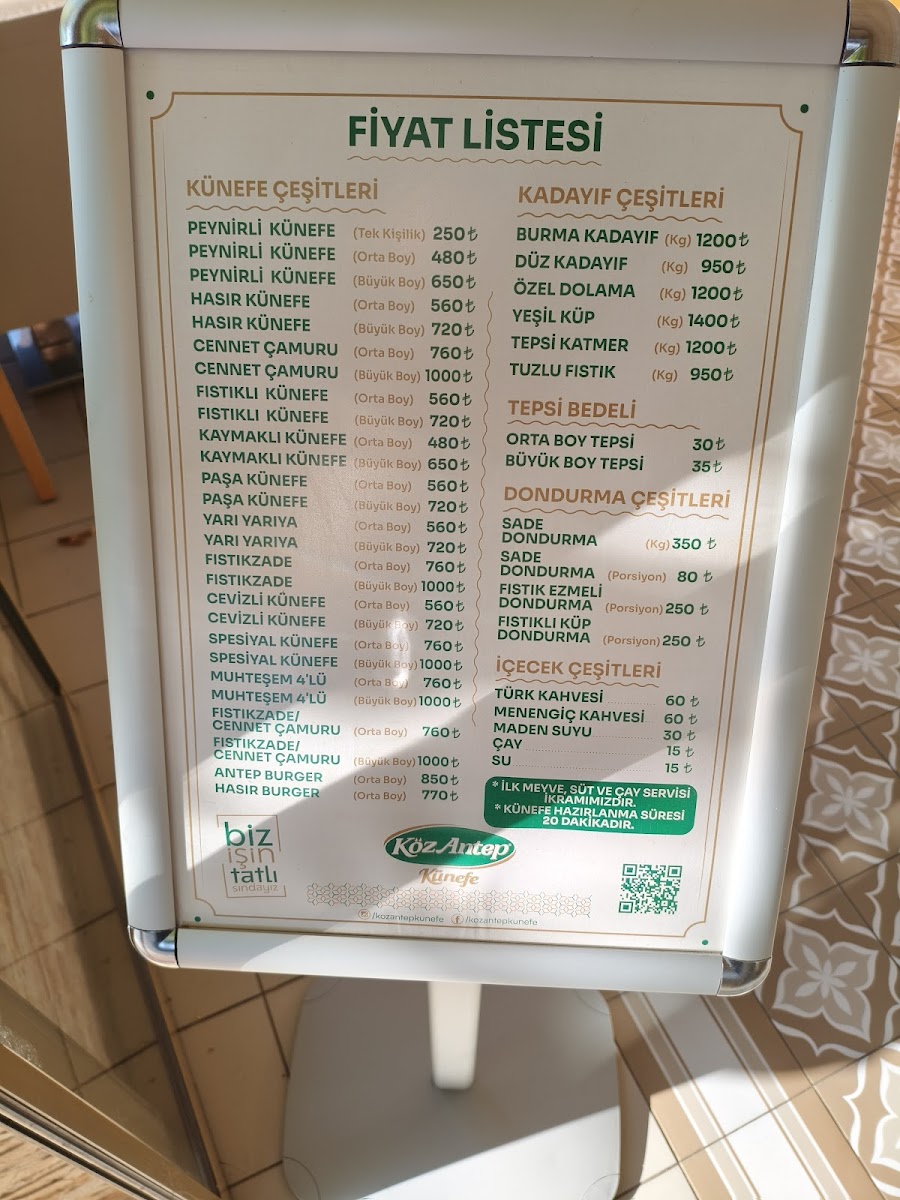 FİYAT LİSTESİ
KÜNEFE ÇEŞİTLERİ
PEYNİRLİ KÜNEFE (Tek Kişilik) 250₺
PEYNİRLİ KÜNEFE (Orta Boy) 480₺
PEYNİRLİ KÜNEFE (Büyük Boy) 650₺
HASIR KÜNEFE (Orta Boy) 560₺
HASIR KÜNEFE (Büyük Boy) 720₺
CENNET ÇAMURU (Orta Boy) 760₺
CENNET ÇAMURU (Büyük Boy) 1000₺
FISTIKLI KÜNEFE (Orta Boy) 560₺
FISTIKLI KÜNEFE (Büyük Boy) 720₺
KAYMAKLI KÜNEFE (Orta Boy) 480₺
KAYMAKLI KÜNEFE (Büyük Boy) 650₺
PAŞA KÜNEFE (Orta Boy) 560₺
PAŞA KÜNEFE (Büyük Boy) 720₺
YARI YARIYA (Orta Boy) 560₺
YARI YARIYA (Büyük Boy) 720₺
FISTIKZADE (Orta Boy) 760₺
FISTIKZADE (Büyük Boy) 1000₺
CEVİZLİ KÜNEFE (Orta Boy) 560₺
CEVİZLİ KÜNEFE (Büyük Boy) 720₺
SPESİYAL KÜNEFE (Orta Boy) 760₺
SPESİYAL KÜNEFE (Büyük Boy) 1000₺
MUHTEŞEM 4'LÜ (Orta Boy) 760₺
MUHTEŞEM 4'LÜ (Büyük Boy) 1000₺
FISTIKZADE/
CENNET ÇAMURU (Orta Boy) 760₺
FISTIKZADE/
CENNET ÇAMURU (Büyük Boy) 1000₺
ANTEP BURGER (Orta Boy) 850₺
HASIR BURGER (Orta Boy) 770₺
KADAYIF ÇEŞİTLERİ
BURMA KADAYIF (Kg) 1200₺
DÜZ KADAYIF (Kg) 950₺
ÖZEL DOLAMA (Kg) 1200₺
YEŞİL KÜP (Kg) 1400₺
TEPSİ KATMER (Kg) 1200₺
TUZLU FISTIK (Kg) 950₺
TEPSİ BEDELİ
ORTA BOY TEPSİ 30₺
BÜYÜK BOY TEPSİ 35₺
DONDURMA ÇEŞİTLERİ
SADE
DONDURMA (Kg) 350 ₺
SADE
DONDURMA (Porsiyon) 80 ₺
FISTIK EZMELİ
DONDURMA (Porsiyon) 250 ₺
FISTIKLI KÜP
DONDURMA (Porsiyon) 250 ₺
İÇECEK ÇEŞİTLERİ
TÜRK KAHVESİ 60 ₺
MENENGİÇ KAHVESİ 60 ₺
MADEN SUYU 30 ₺
ÇAY 15 ₺
SU 15 ₺
* İLK MEYVE, SÜT VE ÇAY SERVİSİ
İKRAMIMIZDIR.
* KÜNEFE HAZIRLANMA SÜRESİ
20 DAKİKADIR.
biz
işin
tatlı
sındayız
Köz Antep
Künefe
/kozantepkunefe /kozantepkunefe